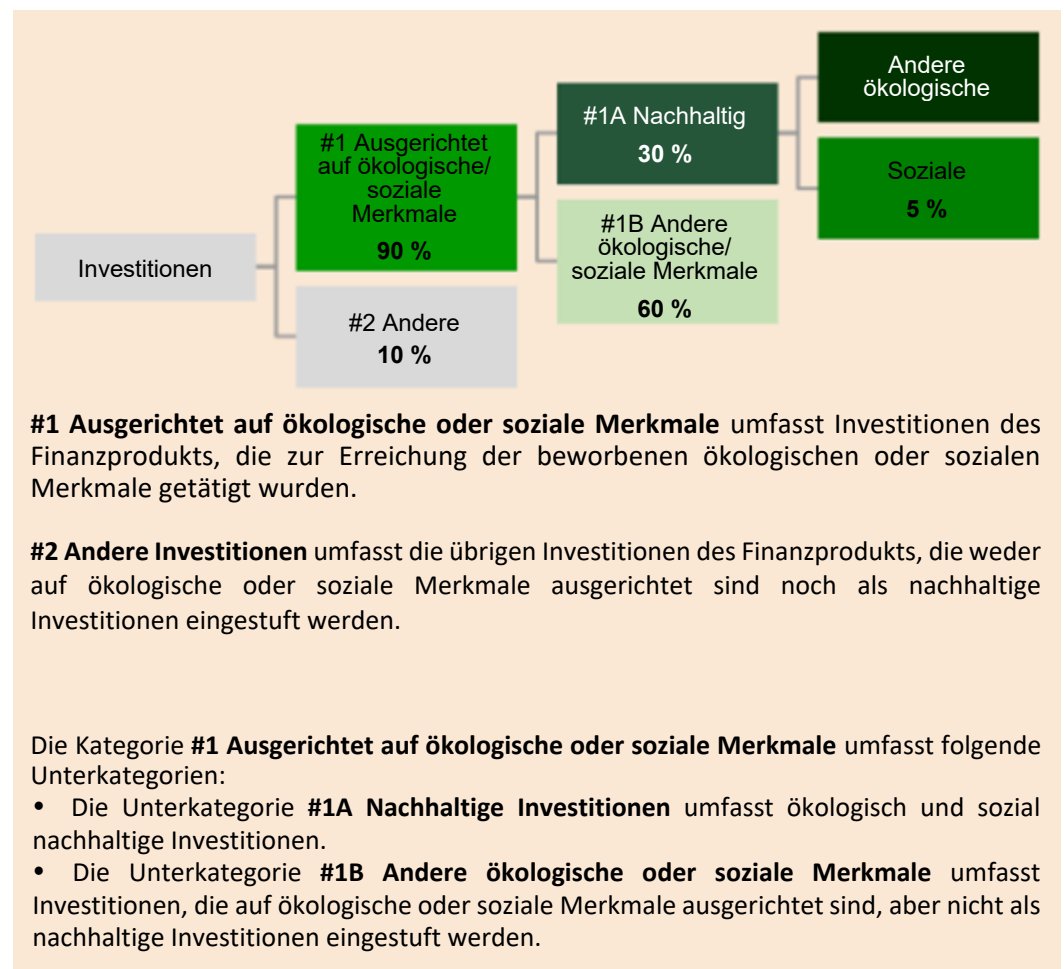 Andere
ökologische
#1A Nachhaltig
30 %
#1 Ausgerichtet
auf ökologische/
soziale
Merkmale
90 %
Soziale
5 %
#1B Andere
ökologische/
soziale Merkmale
60 %
Investitionen
#2 Andere
10 %
#1 Ausgerichtet auf ökologische oder soziale Merkmale umfasst Investitionen des
Finanzprodukts, die zur Erreichung der beworbenen ökologischen oder sozialen
Merkmale getätigt wurden.
#2 Andere Investitionen umfasst die übrigen Investitionen des Finanzprodukts, die weder
auf ökologische oder soziale Merkmale ausgerichtet sind noch als nachhaltige
Investitionen eingestuft werden.
Die Kategorie #1 Ausgerichtet auf ökologische oder soziale Merkmale umfasst folgende
Unterkategorien:
• Die Unterkategorie #1A Nachhaltige Investitionen umfasst ökologisch und sozial
nachhaltige Investitionen.
• Die Unterkategorie #1B Andere ökologische oder soziale Merkmale umfasst
Investitionen, die auf ökologische oder soziale Merkmale ausgerichtet sind, aber nicht als
nachhaltige Investitionen eingestuft werden.